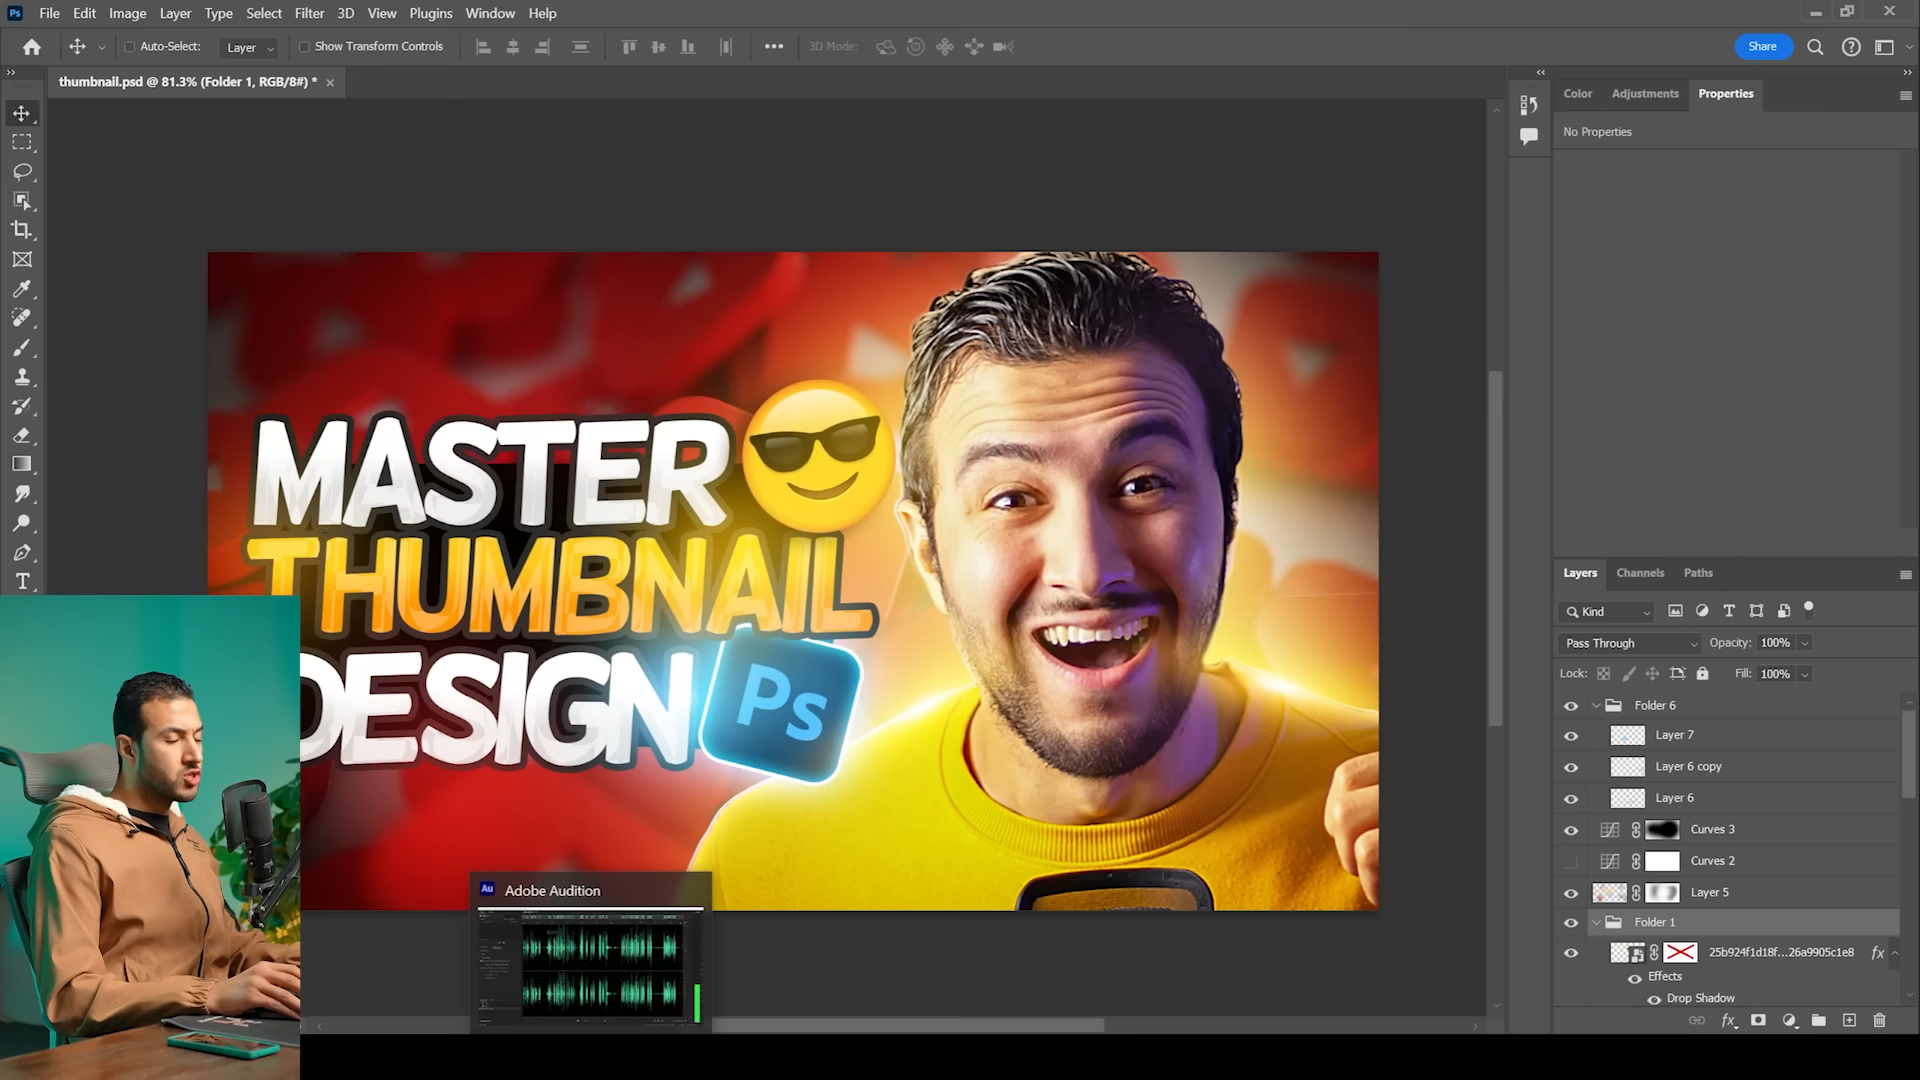 Ps File Edit Image Layer Type Select Filter 3D View Plugins Window Help
Auto-Select: Layer Show Transform Controls 3D Mode: Share
thumbnail.psd @ 81.3% (Folder 1, RGB/8#) *
Color Adjustments Properties
No Properties
MASTER
THUMBNAIL
DESIGN
Ps
T
Au Adobe Audition
Layers Channels Paths
Kind
Pass Through Opacity: 100%
Lock: Fill: 100%
Folder 6
Layer 7
Layer 6 copy
Layer 6
Curves 3
Curves 2
Layer 5
Folder 1
25b924f1d18f...26a9905c1e8 fx
Effects
Drop Shadow
fx